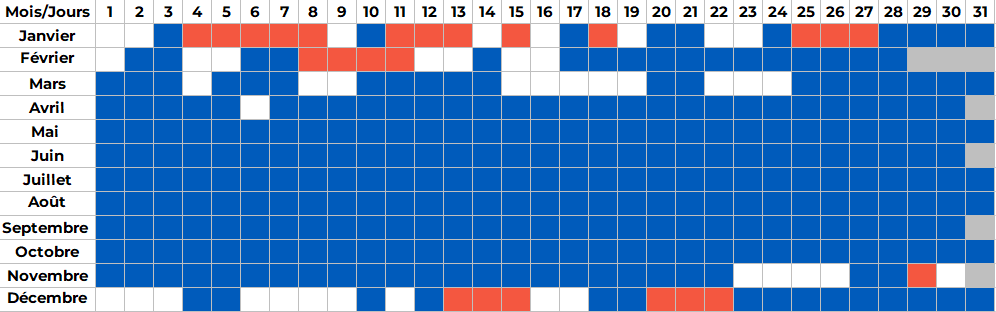 Mois/Jours 1 2 3 4 5 6 7 8 9 10 11 12 13 14 15 16 17 18 19 20 21 22 23 24 25 26 27 28 29 30 31
Janvier
Février
Mars
Avril
Mai
Juin
Juillet
Août
Septembre
Octobre
Novembre
Décembre